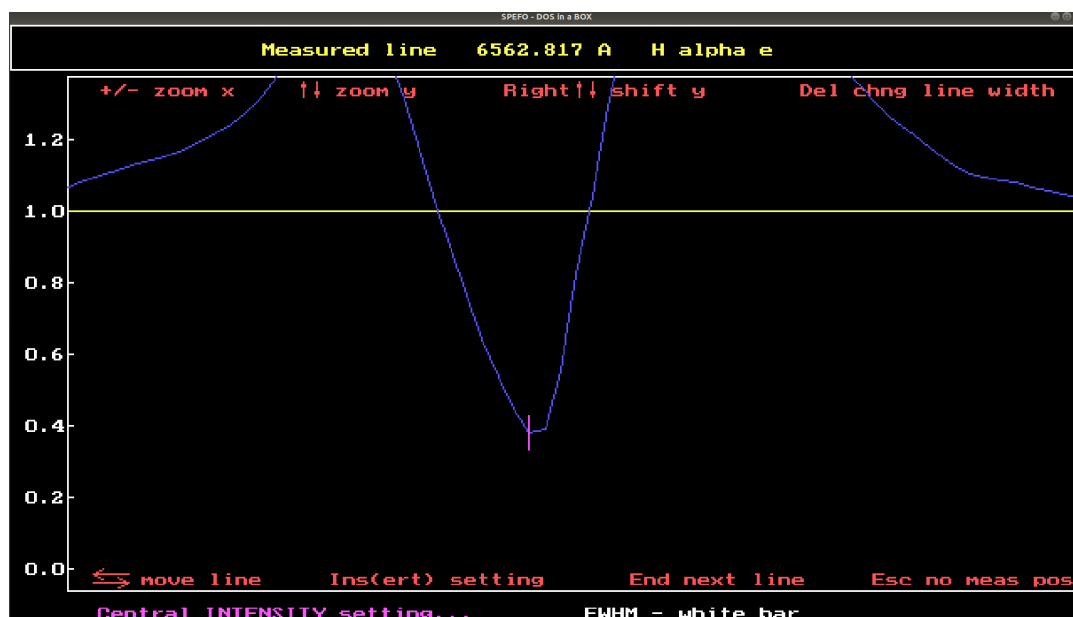 SPEFO - DOS in a BOX
Measured line 6562.817 A H alpha e
+/- zoom x ↑↓ zoom y Right↑↓ shift y Del chng line width
1.2
1.0
0.8
0.6
0.4
0.2
0.0
⇆ move line Ins(ert) setting End next line Esc no meas pos
Central INTENSITY setting... FWHM - white bar